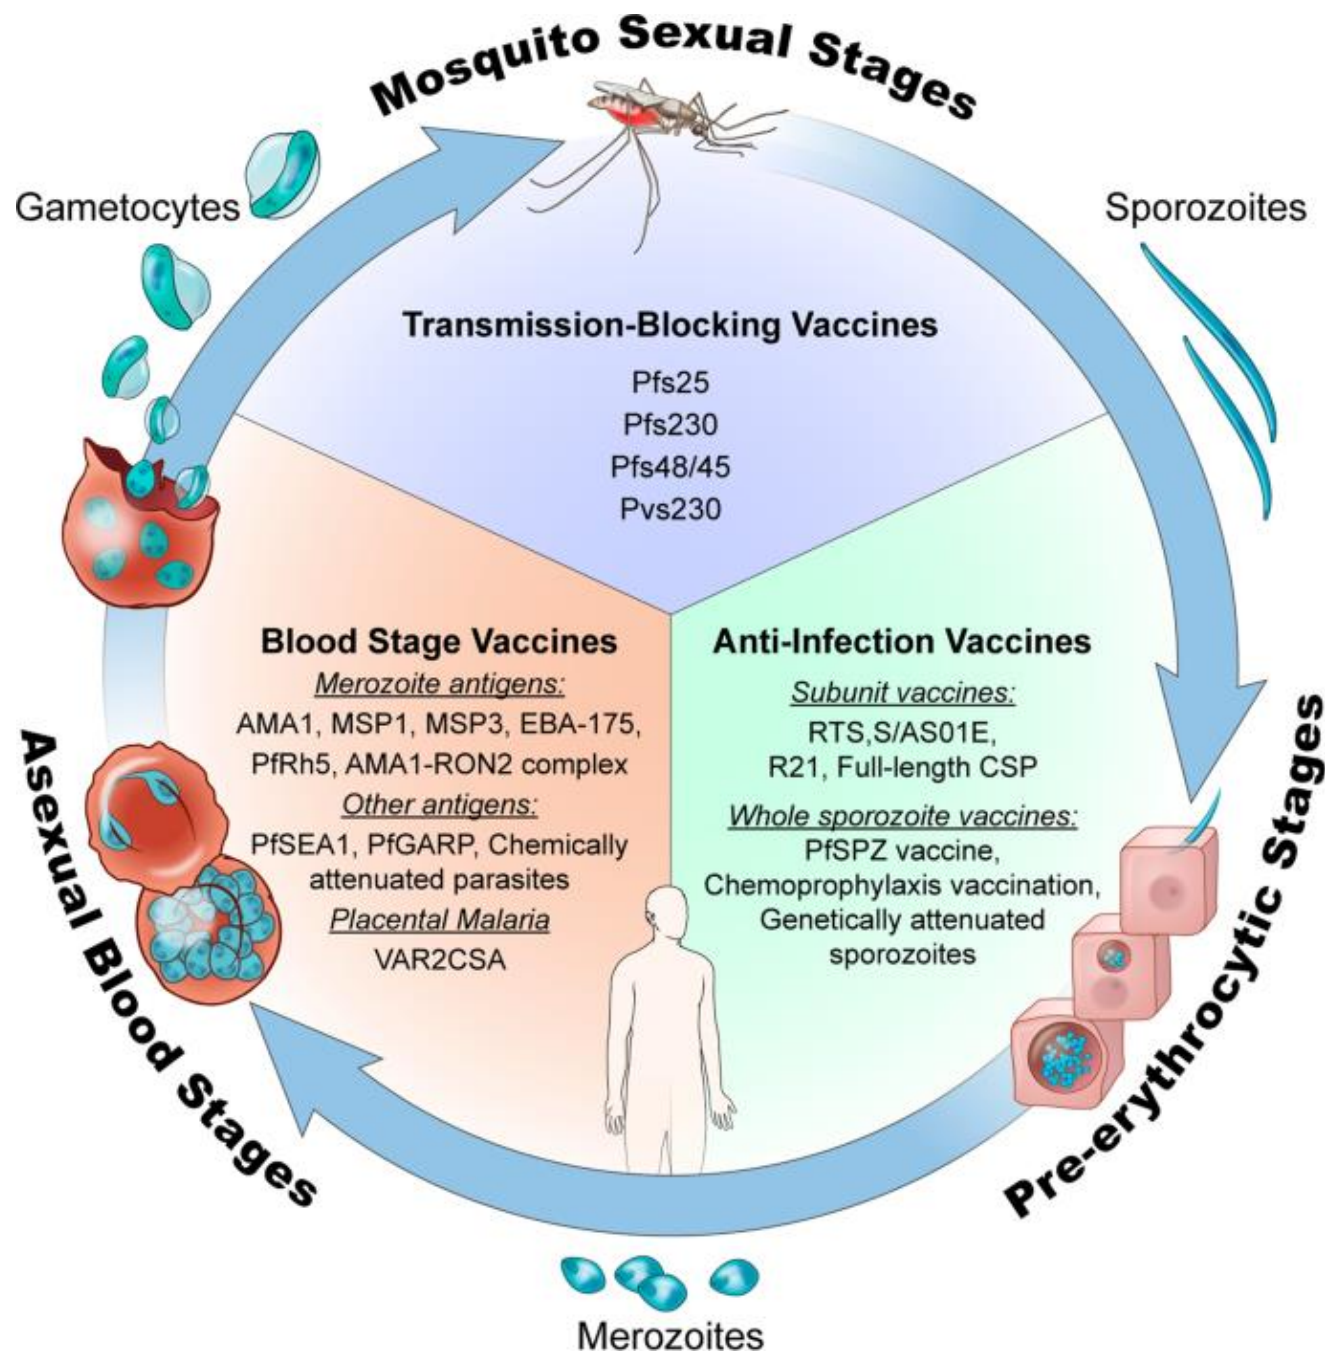 Mosquito Sexual Stages
Gametocytes
Sporozoites
Transmission-Blocking Vaccines
Pfs25
Pfs230
Pfs48/45
Pvs230
Blood Stage Vaccines
Merozoite antigens:
AMA1, MSP1, MSP3, EBA-175,
PfRh5, AMA1-RON2 complex
Other antigens:
PfSEA1, PfGARP, Chemically
attenuated parasites
Placental Malaria
VAR2CSA
Anti-Infection Vaccines
Subunit vaccines:
RTS,S/AS01E,
R21, Full-length CSP
Whole sporozoite vaccines:
PfSPZ vaccine,
Chemoprophylaxis vaccination,
Genetically attenuated
sporozoites
Asexual Blood Stages
Pre-erythrocytic Stages
Merozoites